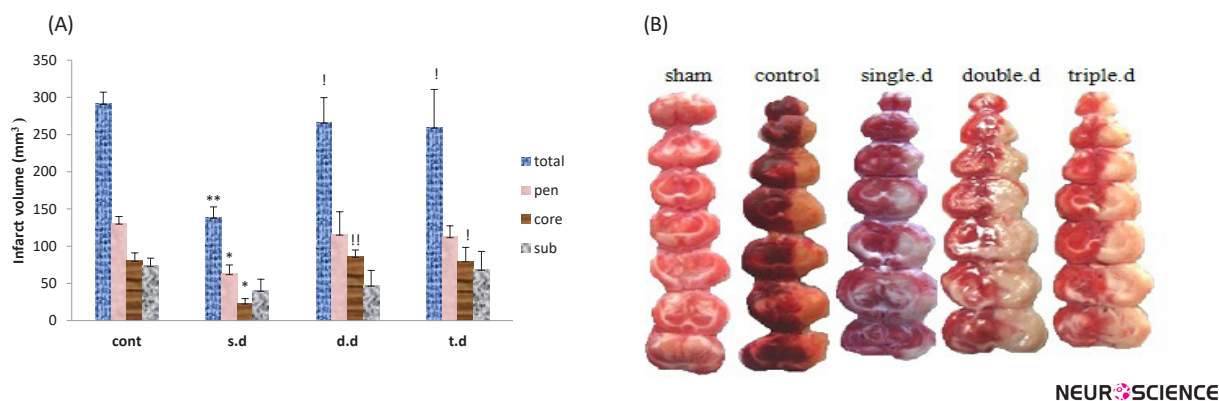 (A)
350
300
250
200
150
100
50
0
Infarct volume (mm³ )
**
*
*
!
!!
!
!
cont
s.d
d.d
t.d
total
pen
core
sub
(B)
sham control single.d double.d triple.d
NEUROSCIENCE